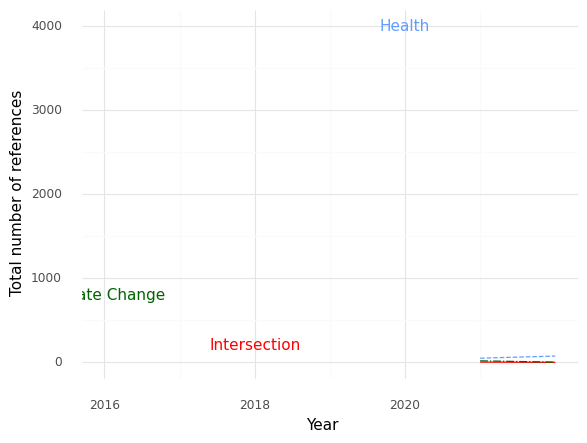 4000
Health
3000
2000
1000
ate Change
Intersection
0
2016
2018
2020
Year
Total number of references